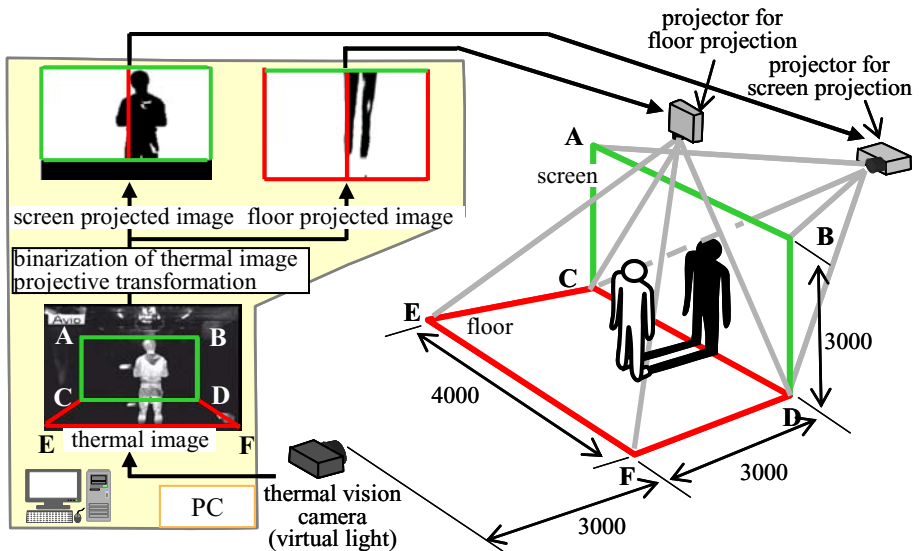 projector for
floor projection
projector for
screen projection
A
screen
B
screen projected image
floor projected image
binarization of thermal image
projective transformation
C
E
floor
3000
Avio
A
B
C
D
4000
D
E
thermal image
F
F
3000
PC
thermal vision
camera
(virtual light)
3000